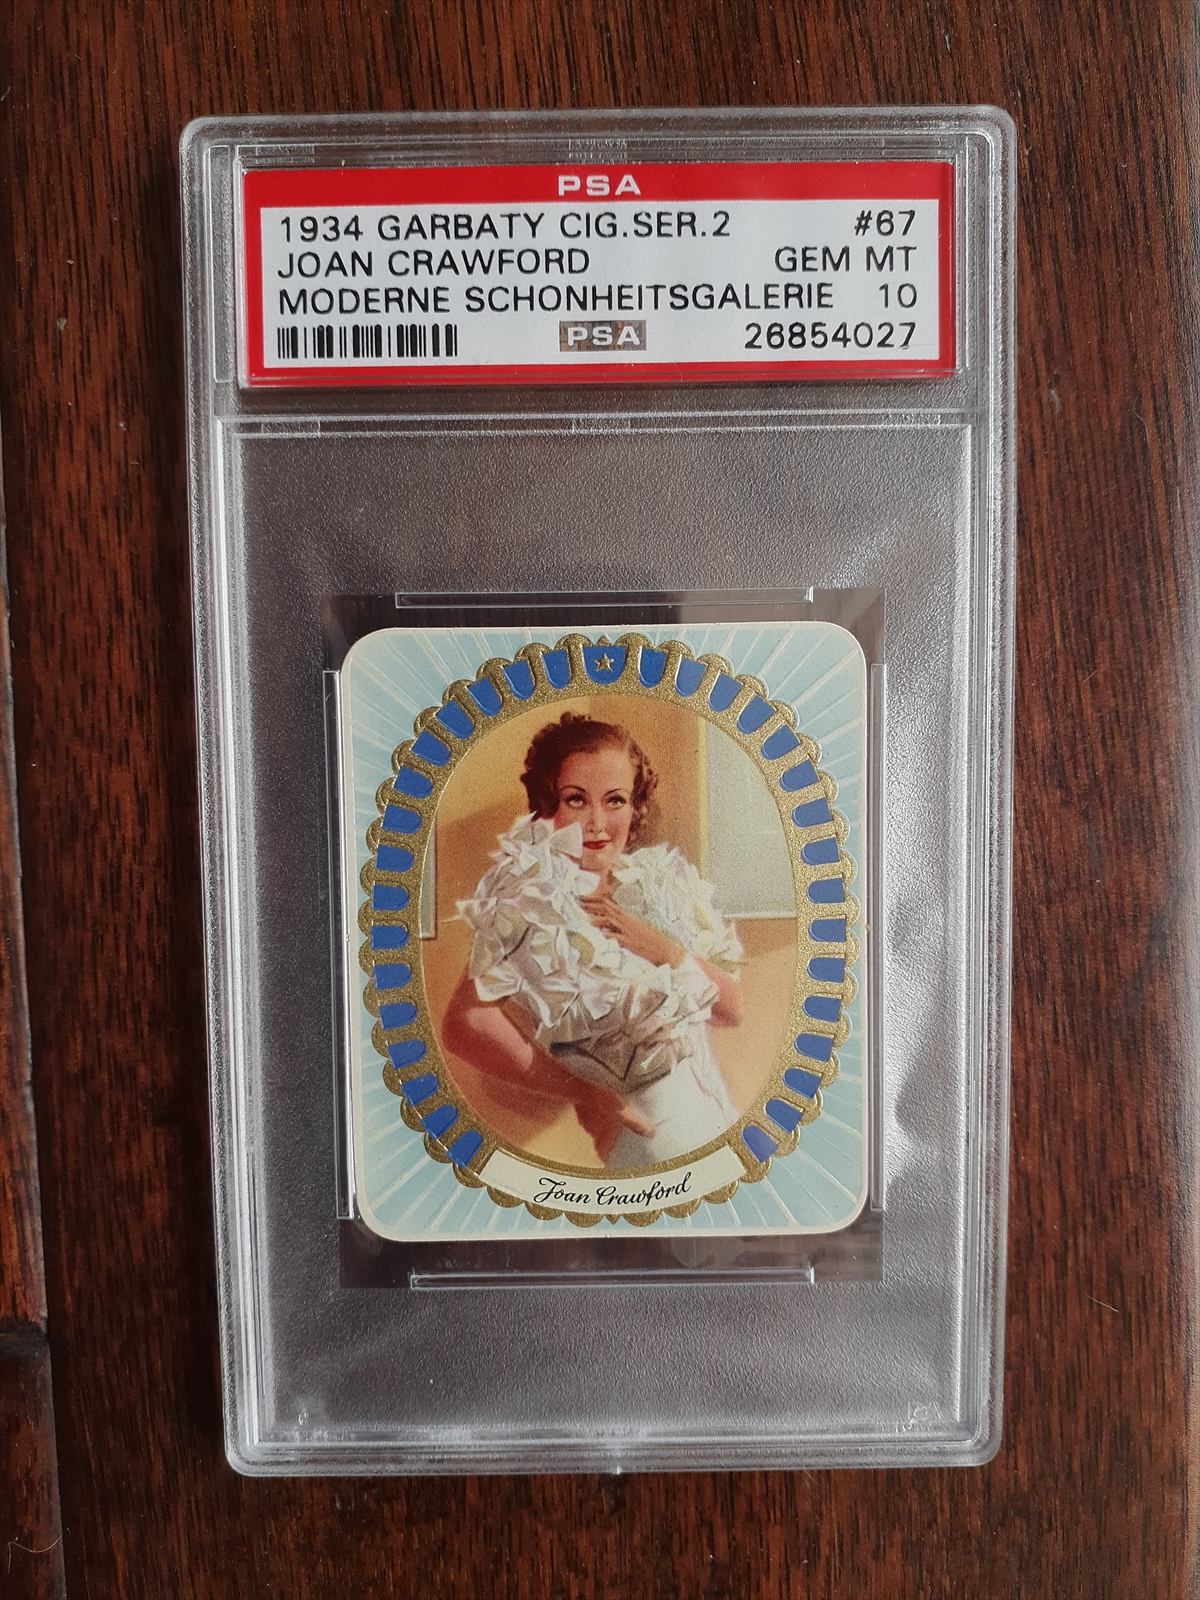 PSA
1934 GARBATY CIG.SER.2 #67
JOAN CRAWFORD GEM MT
MODERNE SCHONHEITSGALERIE 10
PSA 26854027
Joan Crawford